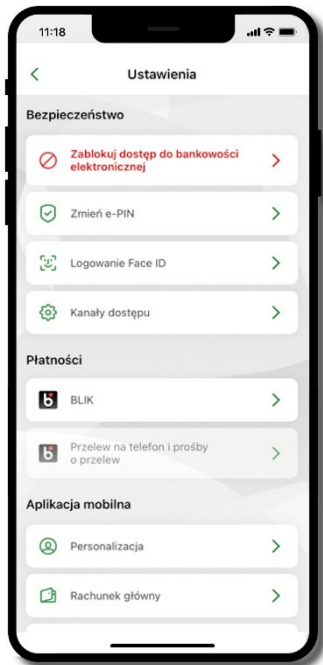 11:18
Ustawienia
Bezpieczeństwo
Zablokuj dostęp do bankowości
elektronicznej
Zmień e-PIN
Logowanie Face ID
Kanały dostępu
Płatności
BLIK
Przelew na telefon i prośby
o przelew
Aplikacja mobilna
Personalizacja
Rachunek główny